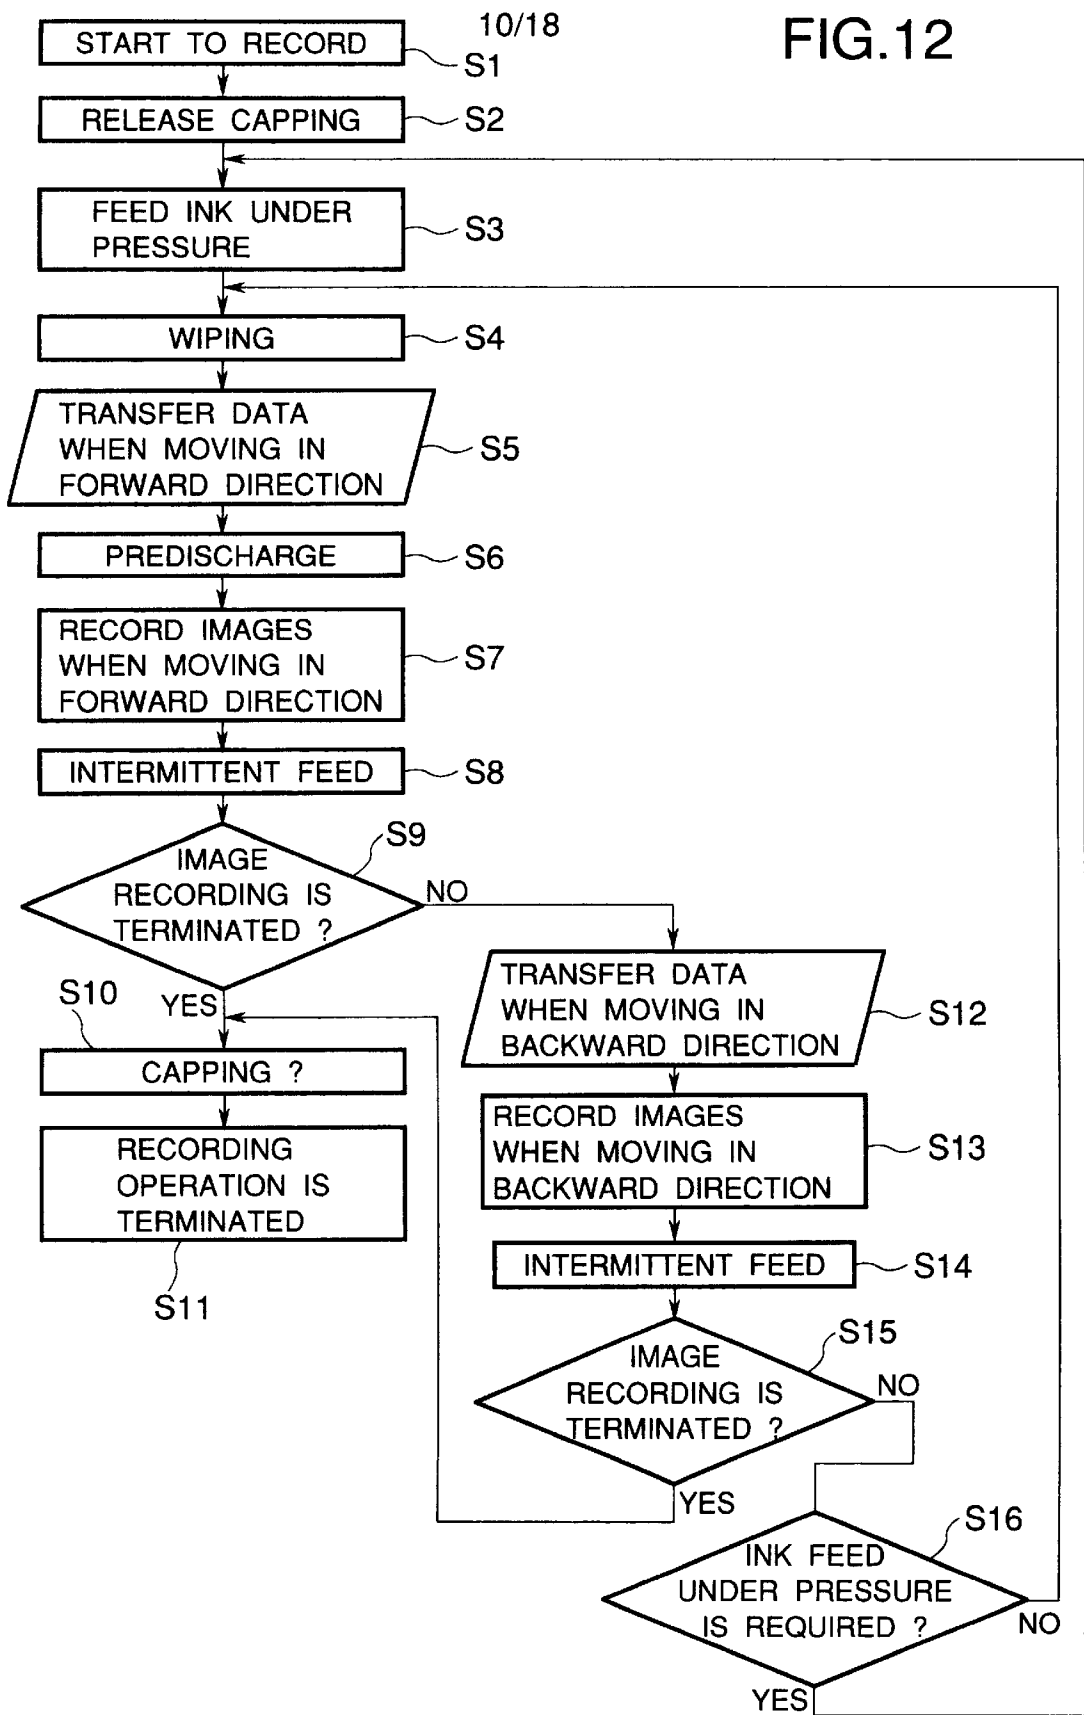 10/18
FIG.12
START TO RECORD
S1
RELEASE CAPPING
S2
FEED INK UNDER
PRESSURE
S3
WIPING
S4
TRANSFER DATA
WHEN MOVING IN
FORWARD DIRECTION
S5
PREDISCHARGE
S6
RECORD IMAGES
WHEN MOVING IN
FORWARD DIRECTION
S7
INTERMITTENT FEED
S8
S9
IMAGE
RECORDING IS
TERMINATED ?
NO
YES
S10
CAPPING ?
RECORDING
OPERATION IS
TERMINATED
S11
TRANSFER DATA
WHEN MOVING IN
BACKWARD DIRECTION
S12
RECORD IMAGES
WHEN MOVING IN
BACKWARD DIRECTION
S13
INTERMITTENT FEED
S14
S15
IMAGE
RECORDING IS
TERMINATED ?
NO
YES
S16
INK FEED
UNDER PRESSURE
IS REQUIRED ?
NO
YES